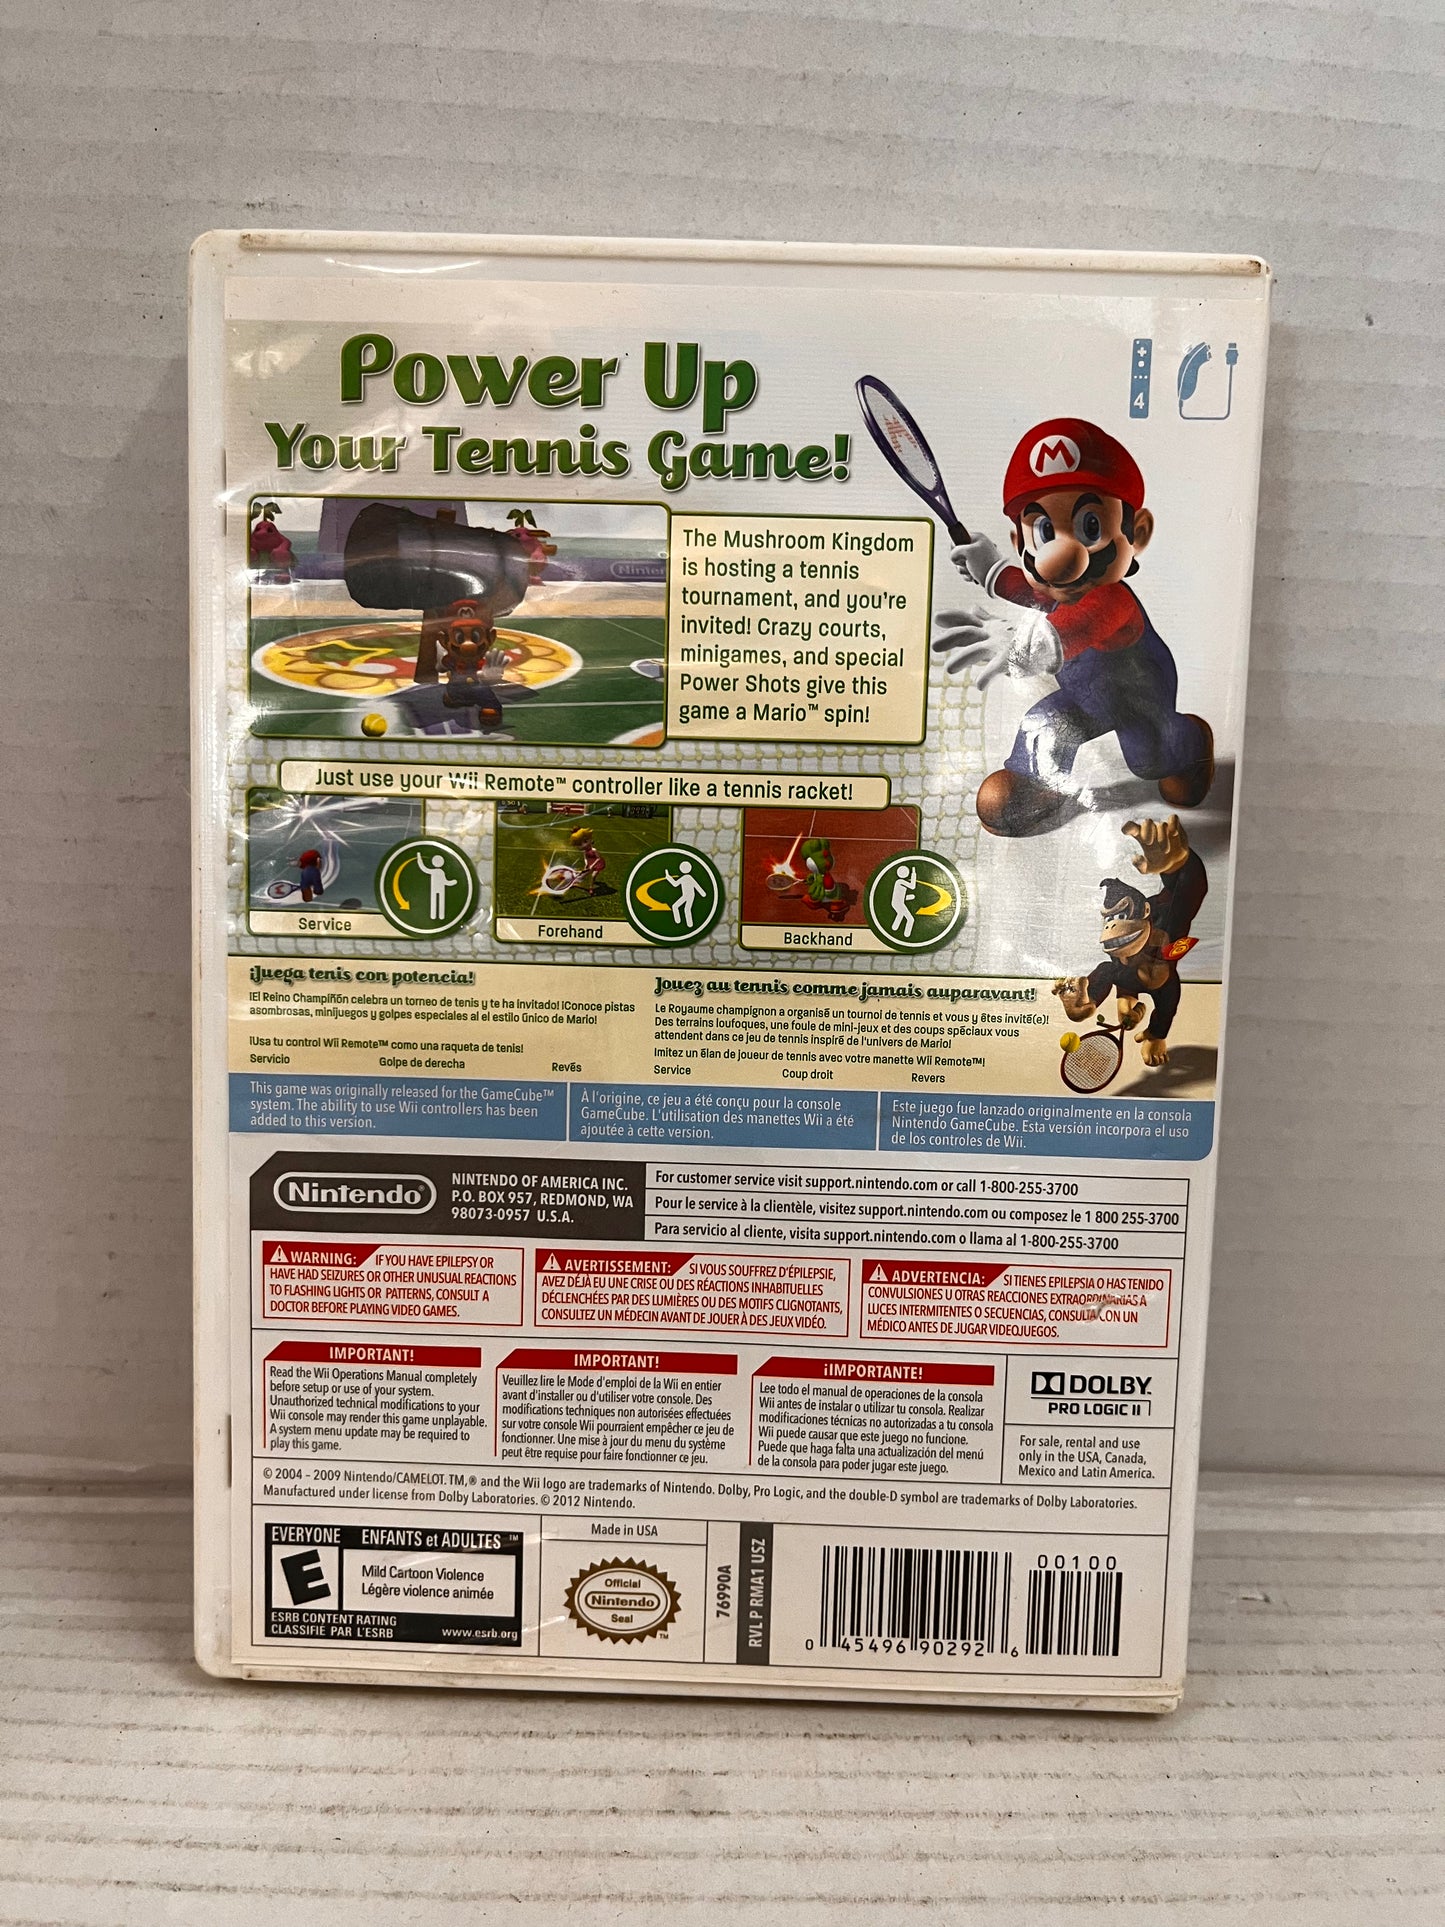 Power Up
Your Tennis Game!
4
M
The Mushroom Kingdom
is hosting a tennis
tournament, and you're
invited! Crazy courts,
minigames, and special
Power Shots give this
game a Mario™ spin!
Just use your Wii Remote™ controller like a tennis racket!
Service
Forehand
Backhand
¡Juega tenis con potencia!
¡El Reino Champiñón celebra un torneo de tenis y te ha invitado! ¡Conoce pistas
asombrosas, minijuegos y golpes especiales al el estilo único de Mario!
¡Usa tu control Wii Remote™ como una raqueta de tenis!
Servicio Golpe de derecha Revés
Jouez au tennis comme jamais auparavant!
Le Royaume champignon a organisé un tournoi de tennis et vous y êtes invité(e)!
Des terrains loufoques, une foule de mini-jeux et des coups spéciaux vous
attendent dans ce jeu de tennis inspiré de l'univers de Mario!
Imitez un élan de joueur de tennis avec votre manette Wii Remote™!
Service Coup droit Revers
This game was originally released for the GameCube™
system. The ability to use Wii controllers has been
added to this version.
À l'origine, ce jeu a été conçu pour la console
GameCube. L'utilisation des manettes Wii a été
ajoutée à cette version.
Este juego fue lanzado originalmente en la consola
Nintendo GameCube. Esta versión incorpora el uso
de los controles de Wii.
Nintendo®
NINTENDO OF AMERICA INC.
P.O. BOX 957, REDMOND, WA
98073-0957 U.S.A.
For customer service visit support.nintendo.com or call 1-800-255-3700
Pour le service à la clientèle, visitez support.nintendo.com ou composez le 1 800 255-3700
Para servicio al cliente, visita support.nintendo.com o llama al 1-800-255-3700
WARNING: IF YOU HAVE EPILEPSY OR
HAVE HAD SEIZURES OR OTHER UNUSUAL REACTIONS
TO FLASHING LIGHTS OR PATTERNS, CONSULT A
DOCTOR BEFORE PLAYING VIDEO GAMES.
AVERTISSEMENT: SI VOUS SOUFFREZ D'ÉPILEPSIE,
AVEZ DÉJÀ EU UNE CRISE OU DES RÉACTIONS INHABITUELLES
DÉCLENCHÉES PAR DES LUMIÈRES OU DES MOTIFS CLIGNOTANTS,
CONSULTEZ UN MÉDECIN AVANT DE JOUER À DES JEUX VIDÉO.
ADVERTENCIA: SI TIENES EPILEPSIA O HAS TENIDO
CONVULSIONES U OTRAS REACCIONES EXTRAORDINARIAS A
LUCES INTERMITENTES O SECUENCIAS, CONSULTA CON UN
MÉDICO ANTES DE JUGAR VIDEOJUEGOS.
IMPORTANT!
Read the Wii Operations Manual completely
before setup or use of your system.
Unauthorized technical modifications to your
Wii console may render this game unplayable.
A system menu update may be required to
play this game.
IMPORTANT!
Veuillez lire le Mode d'emploi de la Wii en entier
avant d'installer ou d'utiliser votre console. Des
modifications techniques non autorisées effectuées
sur votre console Wii pourraient empêcher ce jeu de
fonctionner. Une mise à jour du menu du système
peut être requise pour faire fonctionner ce jeu.
¡IMPORTANTE!
Lee todo el manual de operaciones de la consola
Wii antes de instalar o utilizar tu consola. Realizar
modificaciones técnicas no autorizadas a tu consola
Wii puede causar que este juego no funcione.
Puede que haga falta una actualización del menú
de la consola para poder jugar este juego.
DOLBY
PRO LOGIC II
For sale, rental and use
only in the USA, Canada,
Mexico and Latin America.
© 2004 – 2009 Nintendo/CAMELOT. TM, ® and the Wii logo are trademarks of Nintendo. Dolby, Pro Logic, and the double-D symbol are trademarks of Dolby Laboratories.
Manufactured under license from Dolby Laboratories. © 2012 Nintendo.
EVERYONE ENFANTS et ADULTES ™
E
Mild Cartoon Violence
Légère violence animée
ESRB CONTENT RATING
CLASSIFIÉ PAR L'ESRB
www.esrb.org
Made in USA
Official
Nintendo
Seal
™
76990A
RVL P RMA1 USZ
00100
0 45496 90292 6